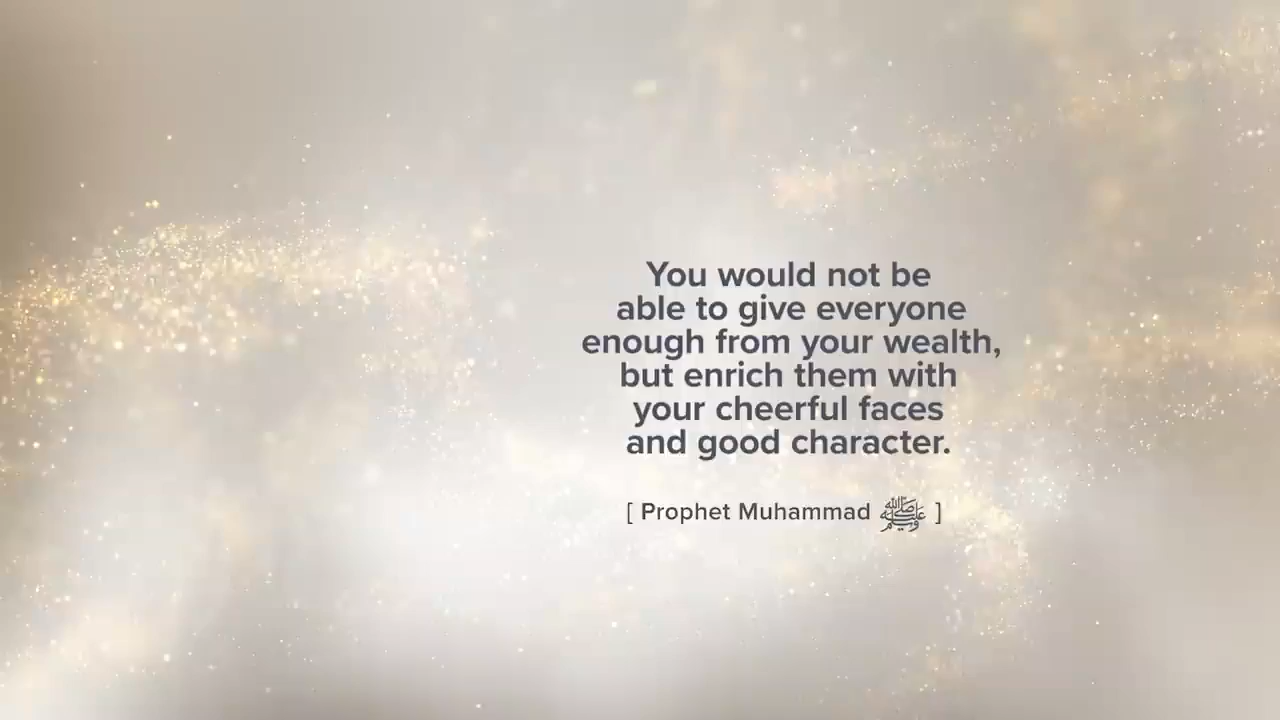 You would not be
able to give everyone
enough from your wealth,
but enrich them with
your cheerful faces
and good character.
[ Prophet Muhammad ﷺ ]